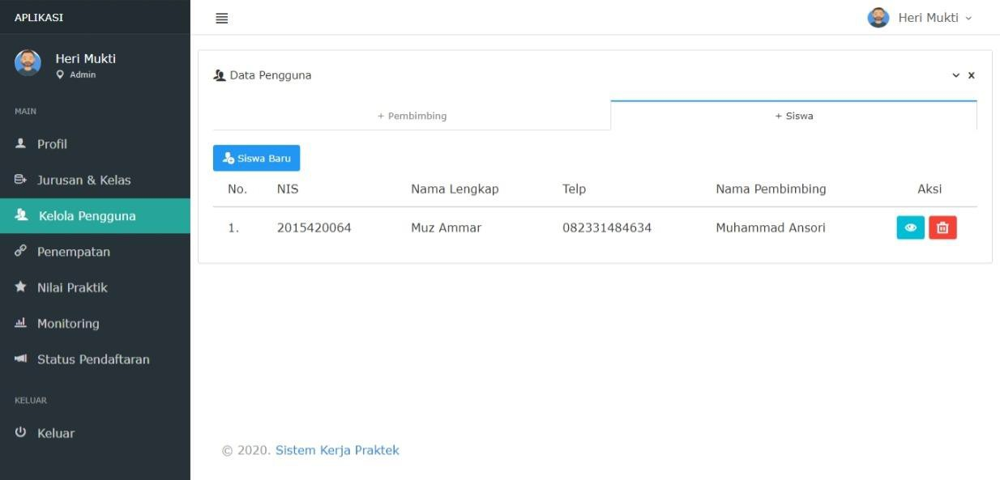 APLIKASI
Heri Mukti
Heri Mukti
Admin
MAIN
Profil
Jurusan & Kelas
Kelola Pengguna
Penempatan
Nilai Praktik
Monitoring
Status Pendaftaran
KELUAR
Keluar
Data Pengguna
+ Pembimbing
+ Siswa
Siswa Baru
No. NIS Nama Lengkap Telp Nama Pembimbing Aksi
1. 2015420064 Muz Ammar 082331484634 Muhammad Ansori
© 2020. Sistem Kerja Praktek